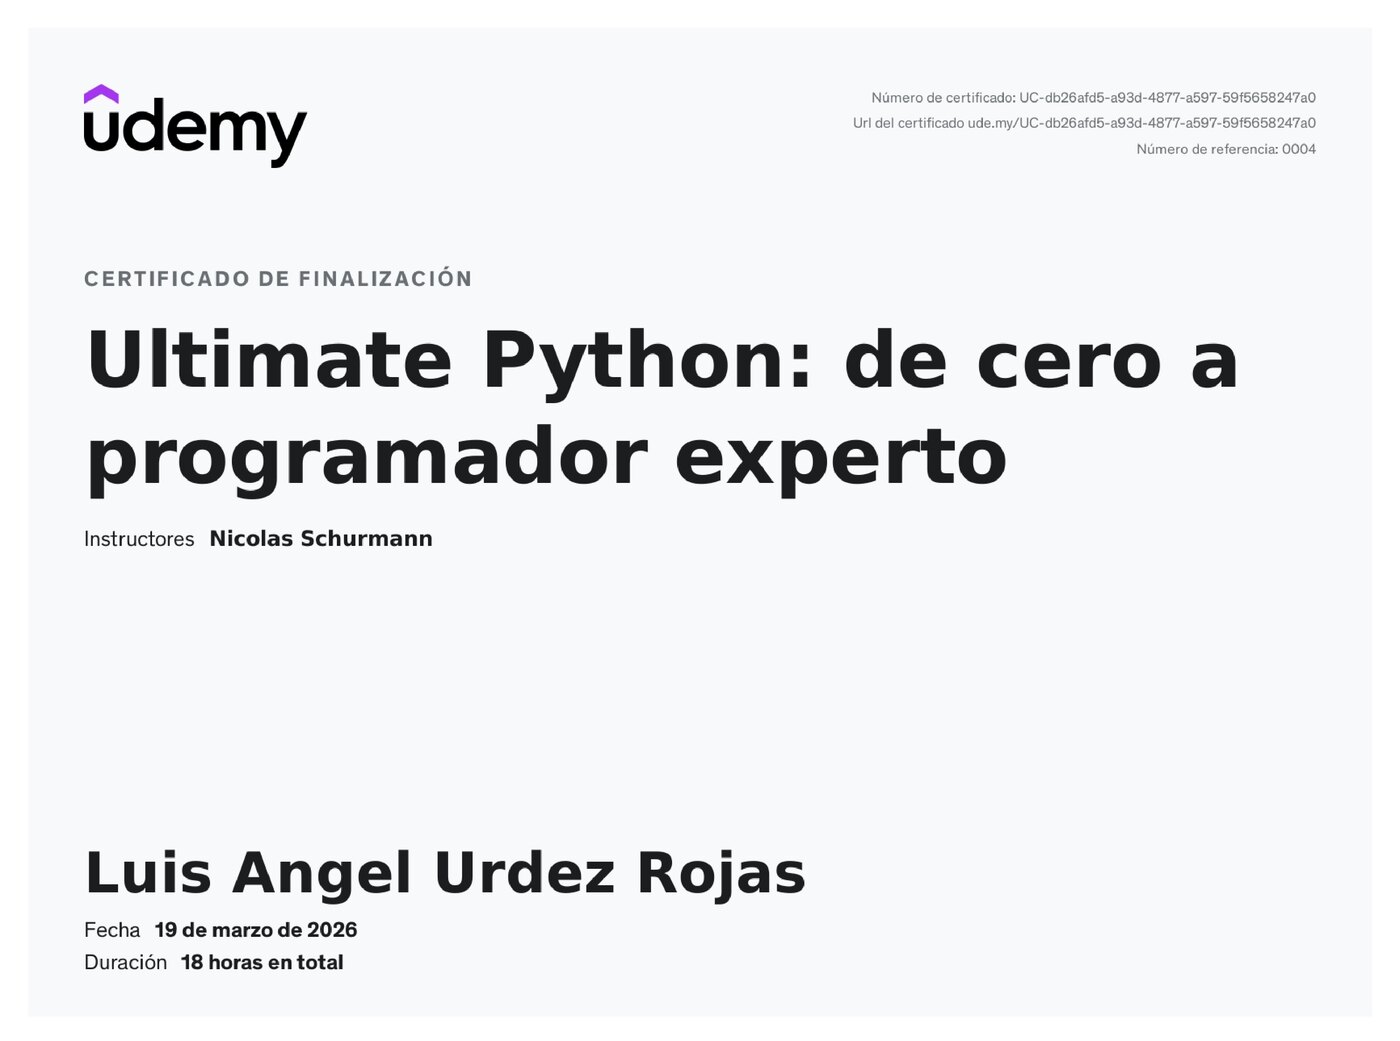 udemy
Número de certificado: UC-db26afd5-a93d-4877-a597-59f5658247a0
Url del certificado ude.my/UC-db26afd5-a93d-4877-a597-59f5658247a0
Número de referencia: 0004
CERTIFICADO DE FINALIZACIÓN
Ultimate Python: de cero a
programador experto
Instructores Nicolas Schurmann
Luis Angel Urdez Rojas
Fecha 19 de marzo de 2026
Duración 18 horas en total